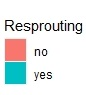 Resprouting
no
yes